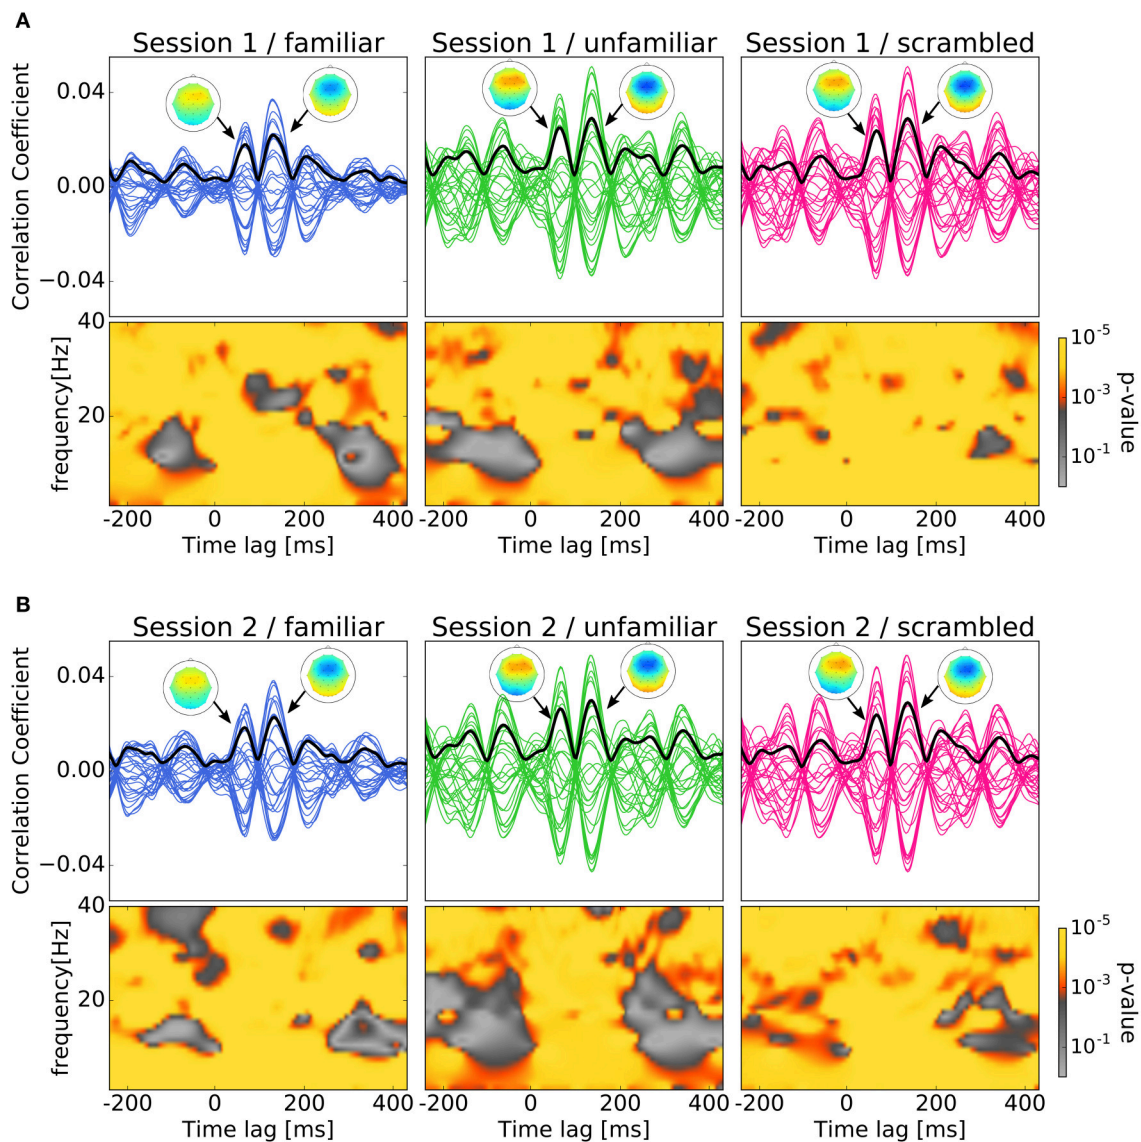 A
Session 1 / familiar Session 1 / unfamiliar Session 1 / scrambled
Correlation Coefficient
0.04
0.00
−0.04
frequency[Hz]
40
20
10⁻⁵
10⁻³
10⁻¹
p-value
-200 0 200 400 -200 0 200 400 -200 0 200 400
Time lag [ms] Time lag [ms] Time lag [ms]
B
Session 2 / familiar Session 2 / unfamiliar Session 2 / scrambled
Correlation Coefficient
0.04
0.00
−0.04
frequency[Hz]
40
20
10⁻⁵
10⁻³
10⁻¹
p-value
-200 0 200 400 -200 0 200 400 -200 0 200 400
Time lag [ms] Time lag [ms] Time lag [ms]